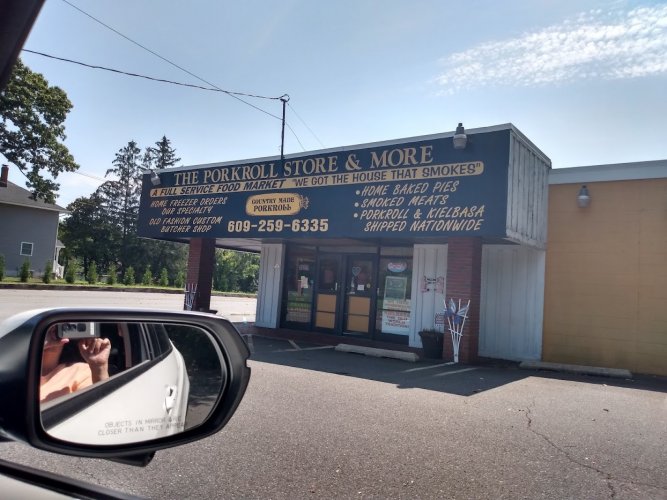 THE PORKROLL STORE & MORE
A FULL SERVICE FOOD MARKET "WE GOT THE HOUSE THAT SMOKES"
HOME FREEZER ORDERS
OUR SPECIALTY
OLD FASHION CUSTOM
BUTCHER SHOP
COUNTRY MADE
PORKROLL
609-259-6335
• HOME BAKED PIES
• SMOKED MEATS
• PORKROLL & KIELBASA
SHIPPED NATIONWIDE
OBJECTS IN MIRROR ARE
CLOSER THAN THEY APPEAR